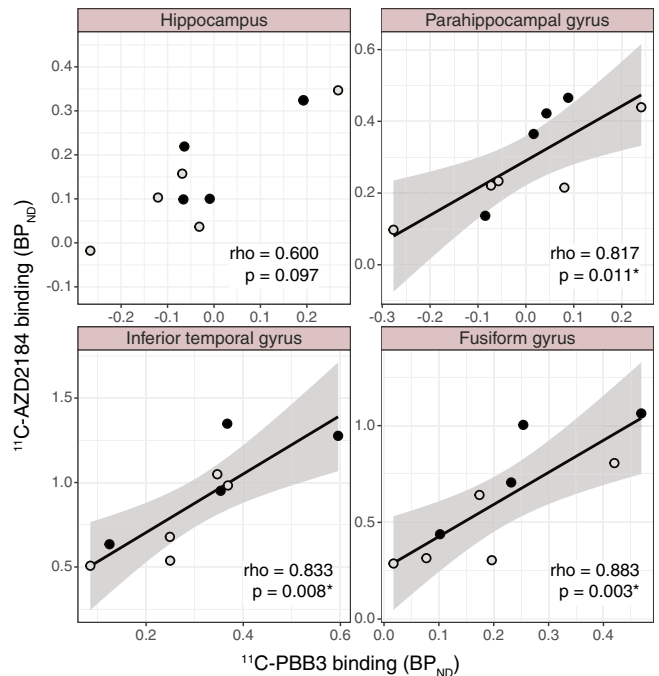 Hippocampus
Parahippocampal gyrus
0.4
0.3
0.2
0.1
0.0
-0.1
rho = 0.600
p = 0.097
-0.2
-0.1
0.0
0.1
0.2
0.6
0.4
0.2
0.0
rho = 0.817
p = 0.011*
-0.3
-0.2
-0.1
0.0
0.1
0.2
¹¹C-AZD2184 binding (BP_ND)
Inferior temporal gyrus
Fusiform gyrus
1.5
1.0
0.5
rho = 0.833
p = 0.008*
0.2
0.4
0.6
1.0
0.5
0.0
rho = 0.883
p = 0.003*
0.0
0.1
0.2
0.3
0.4
¹¹C-PBB3 binding (BP_ND)